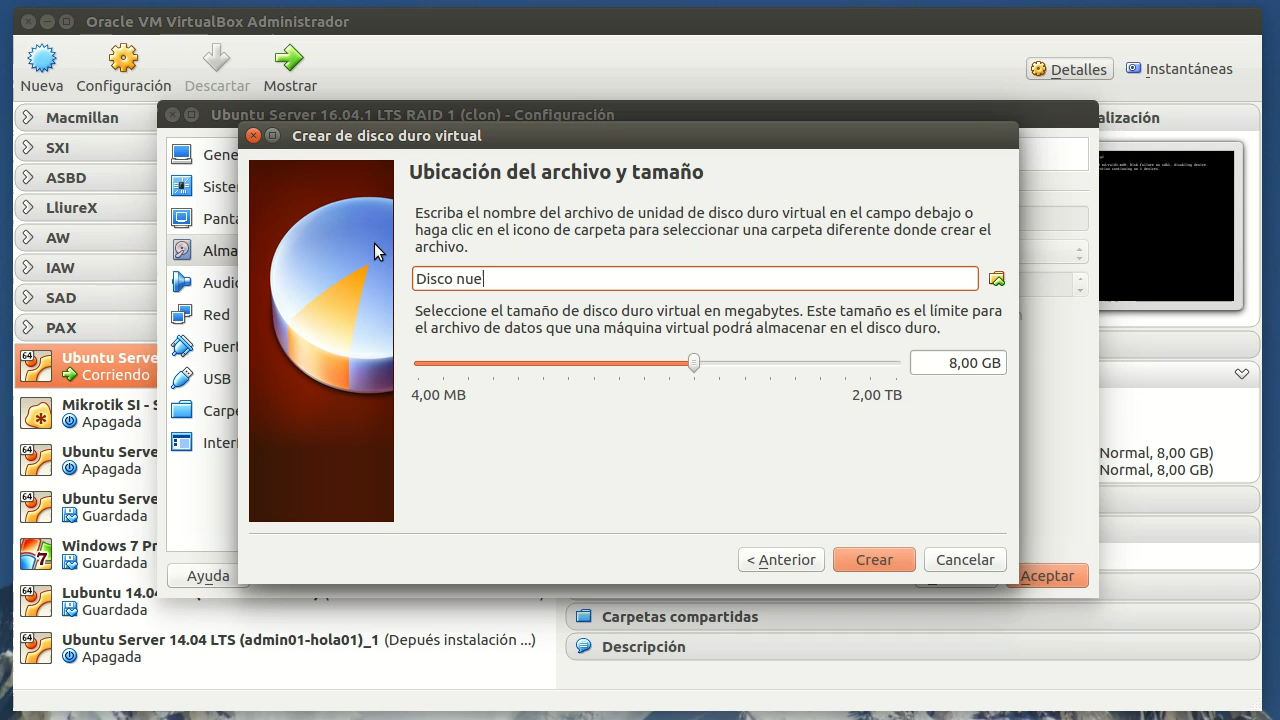 Oracle VM VirtualBox Administrador
Nueva Configuración Descartar Mostrar
Detalles Instantáneas
Macmillan
SXI
ASBD
LliureX
AW
IAW
SAD
PAX
Ubuntu Serve
Corriendo
Mikrotik SI - S
Apagada
Ubuntu Serve
Apagada
Ubuntu Serve
Guardada
Windows 7 Pr
Guardada
Lubuntu 14.04
Guardada
Ubuntu Server 14.04 LTS (admin01-hola01)_1 (Depués instalación ...)
Apagada
Ubuntu Server 16.04.1 LTS RAID 1 (clon) - Configuración
Gene
Sister
Panta
Alma
Audio
Red
Puert
USB
Carpe
Inter
Ayuda
Aceptar
Crear de disco duro virtual
Ubicación del archivo y tamaño
Escriba el nombre del archivo de unidad de disco duro virtual en el campo debajo o
haga clic en el icono de carpeta para seleccionar una carpeta diferente donde crear el
archivo.
Disco nue
Seleccione el tamaño de disco duro virtual en megabytes. Este tamaño es el límite para
el archivo de datos que una máquina virtual podrá almacenar en el disco duro.
8,00 GB
4,00 MB 2,00 TB
< Anterior Crear Cancelar
alización
Normal, 8,00 GB)
Normal, 8,00 GB)
Carpetas compartidas
Descripción